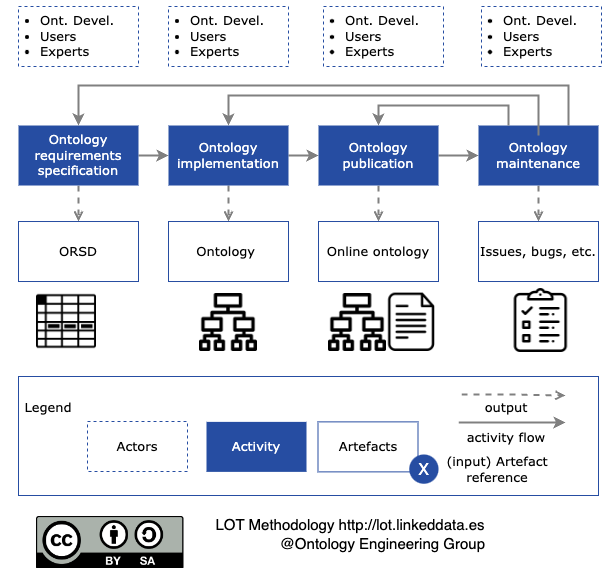 • Ont. Devel.
• Users
• Experts
• Ont. Devel.
• Users
• Experts
• Ont. Devel.
• Users
• Experts
• Ont. Devel.
• Users
• Experts
Ontology
requirements
specification
Ontology
implementation
Ontology
publication
Ontology
maintenance
ORSD
Ontology
Online ontology
Issues, bugs, etc.
Legend
Actors
Activity
Artefacts
X
output
activity flow
(input) Artefact
reference
cc
BY SA
LOT Methodology http://lot.linkeddata.es
@Ontology Engineering Group